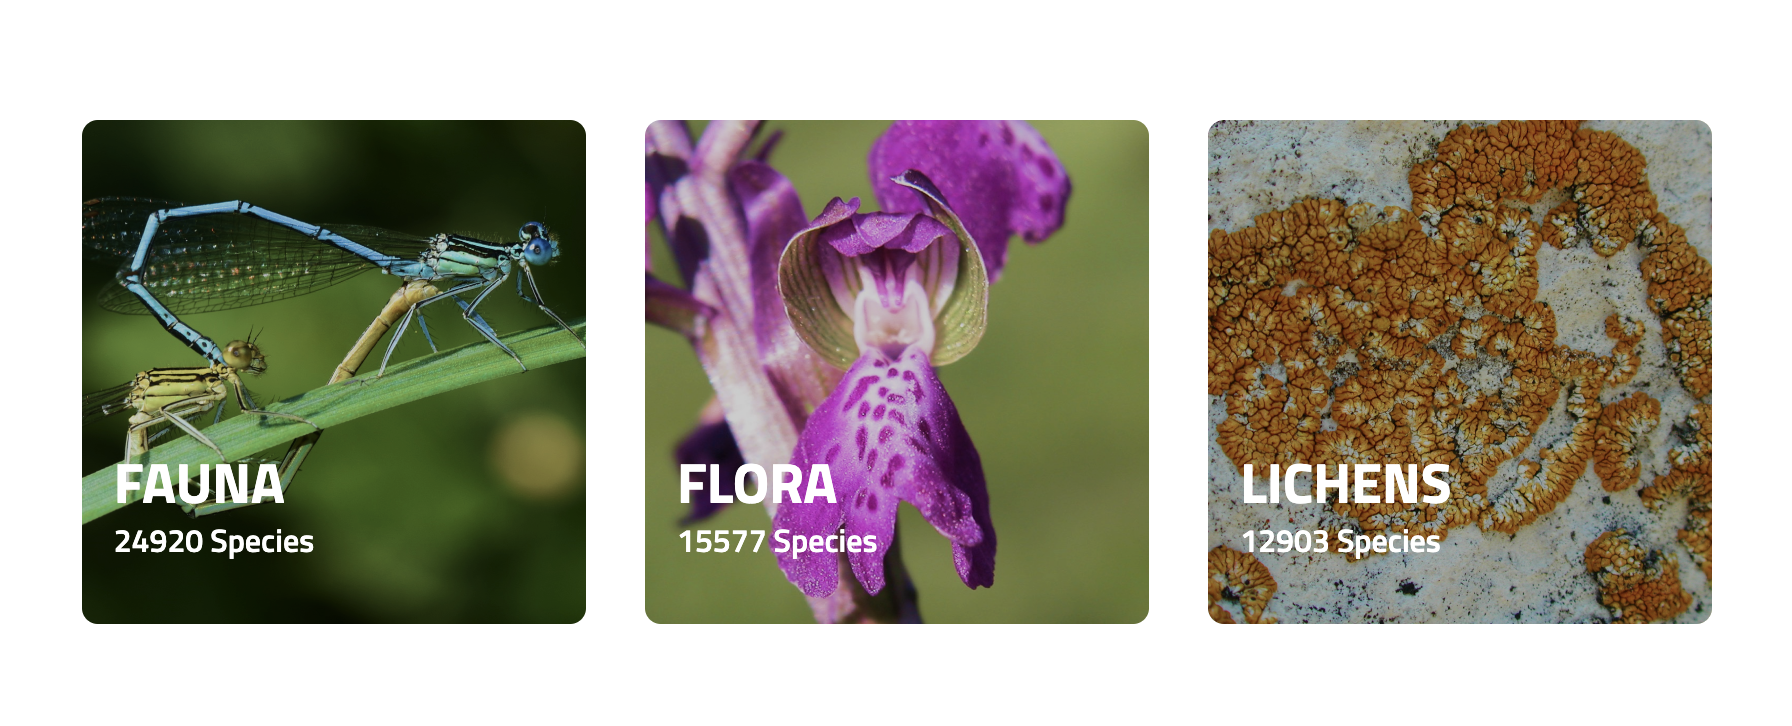 FAUNA
24920 Species
FLORA
15577 Species
LICHENS
12903 Species